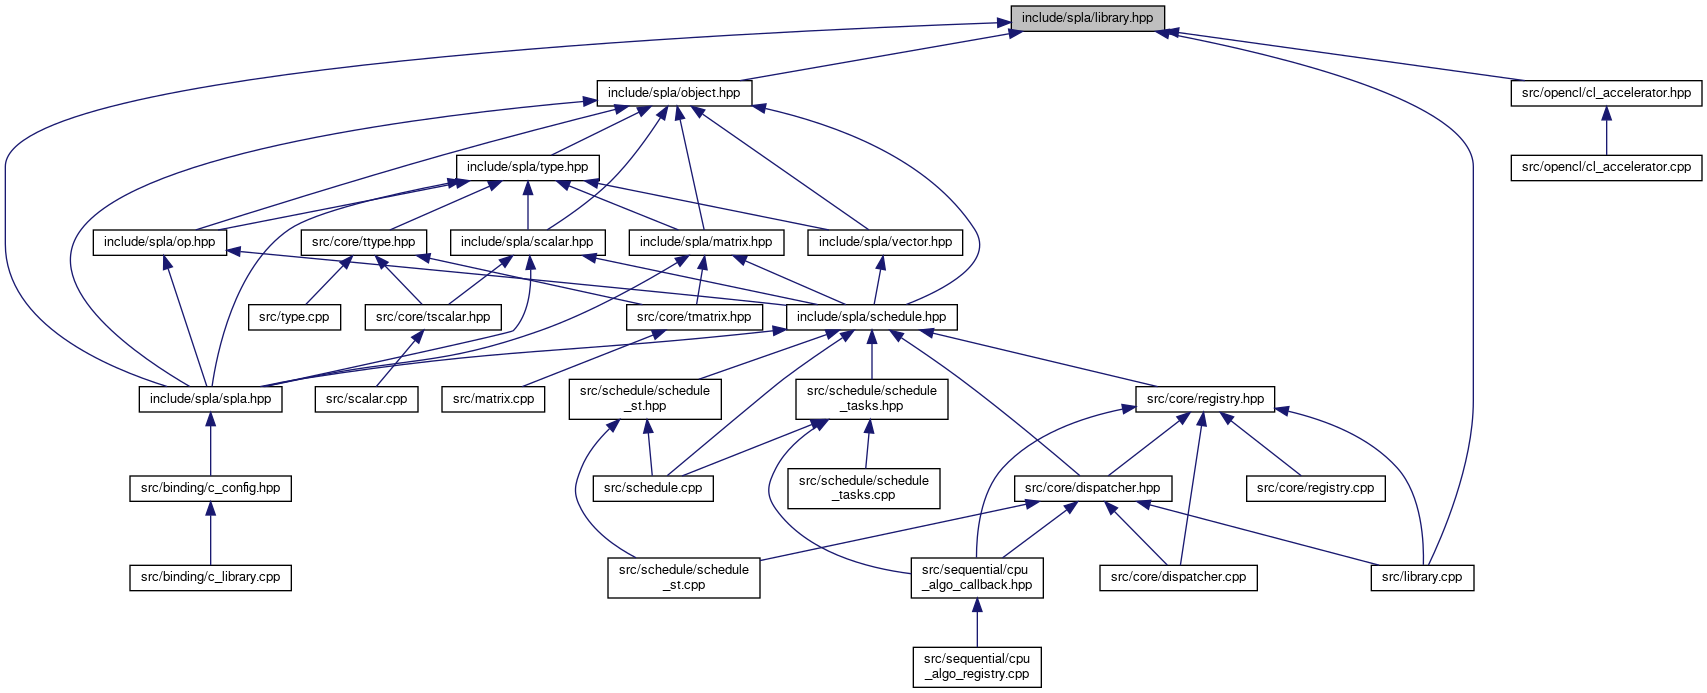 include/spla/library.hpp
include/spla/object.hpp
src/opencl/cl_accelerator.hpp
include/spla/type.hpp
src/opencl/cl_accelerator.cpp
include/spla/op.hpp
src/core/ttype.hpp
include/spla/scalar.hpp
include/spla/matrix.hpp
include/spla/vector.hpp
src/type.cpp
src/core/tscalar.hpp
src/core/tmatrix.hpp
include/spla/schedule.hpp
include/spla/spla.hpp
src/scalar.cpp
src/matrix.cpp
src/schedule/schedule
_st.hpp
src/schedule/schedule
_tasks.hpp
src/core/registry.hpp
src/binding/c_config.hpp
src/schedule.cpp
src/schedule/schedule
_tasks.cpp
src/core/dispatcher.hpp
src/core/registry.cpp
src/binding/c_library.cpp
src/schedule/schedule
_st.cpp
src/sequential/cpu
_algo_callback.hpp
src/core/dispatcher.cpp
src/library.cpp
src/sequential/cpu
_algo_registry.cpp